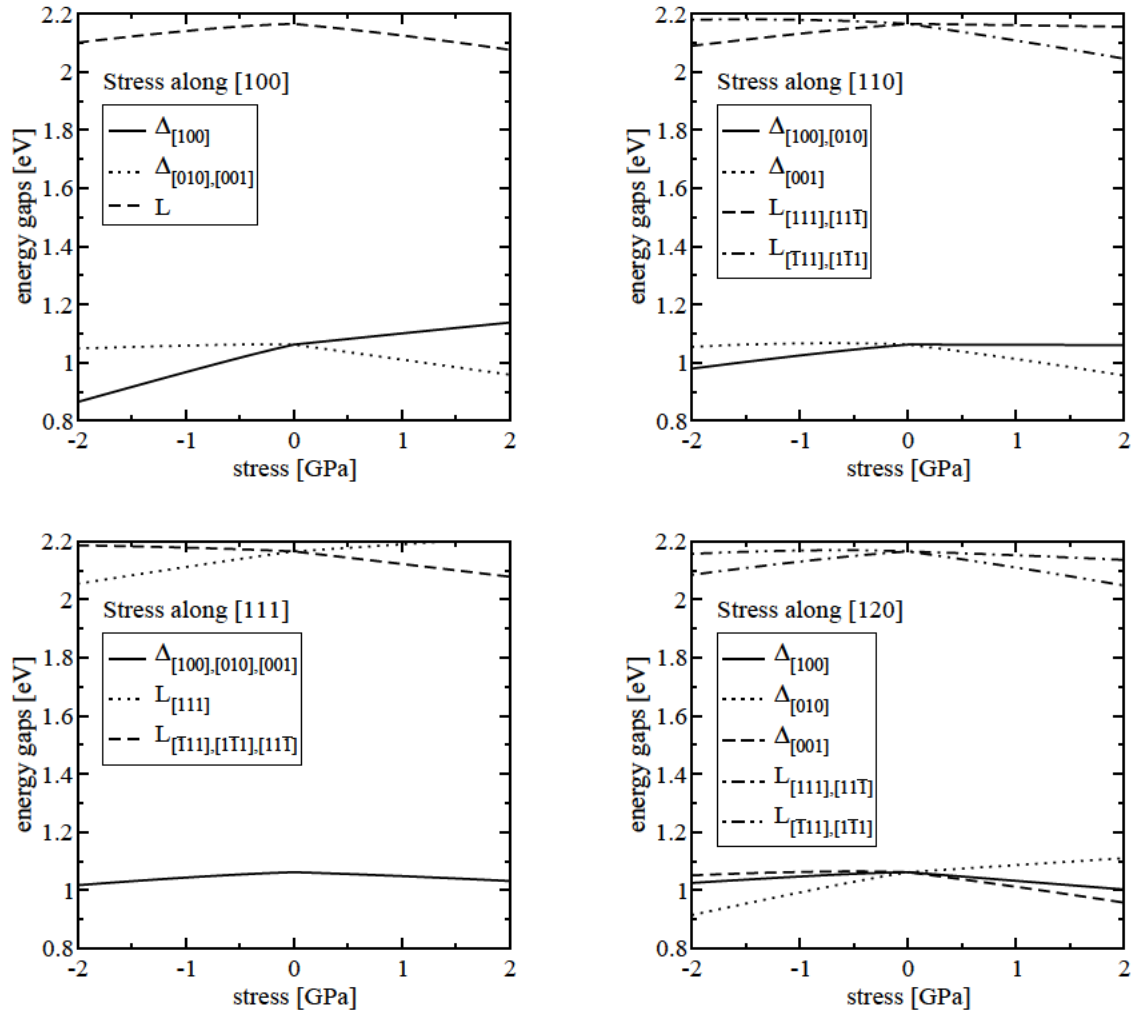 2.2
2
1.8
1.6
1.4
1.2
1
0.8
energy gaps [eV]
Stress along [100]
Δ[100]
Δ[010],[001]
L
-2 -1 0 1 2
stress [GPa]
2.2
2
1.8
1.6
1.4
1.2
1
0.8
energy gaps [eV]
Stress along [110]
Δ[100],[010]
Δ[001]
L[111],[111̅]
L[1̅11],[11̅1]
-2 -1 0 1 2
stress [GPa]
2.2
2
1.8
1.6
1.4
1.2
1
0.8
energy gaps [eV]
Stress along [111]
Δ[100],[010],[001]
L[111]
L[1̅11],[11̅1],[111̅]
-2 -1 0 1 2
stress [GPa]
2.2
2
1.8
1.6
1.4
1.2
1
0.8
energy gaps [eV]
Stress along [120]
Δ[100]
Δ[010]
Δ[001]
L[111],[111̅]
L[1̅11],[11̅1]
-2 -1 0 1 2
stress [GPa]